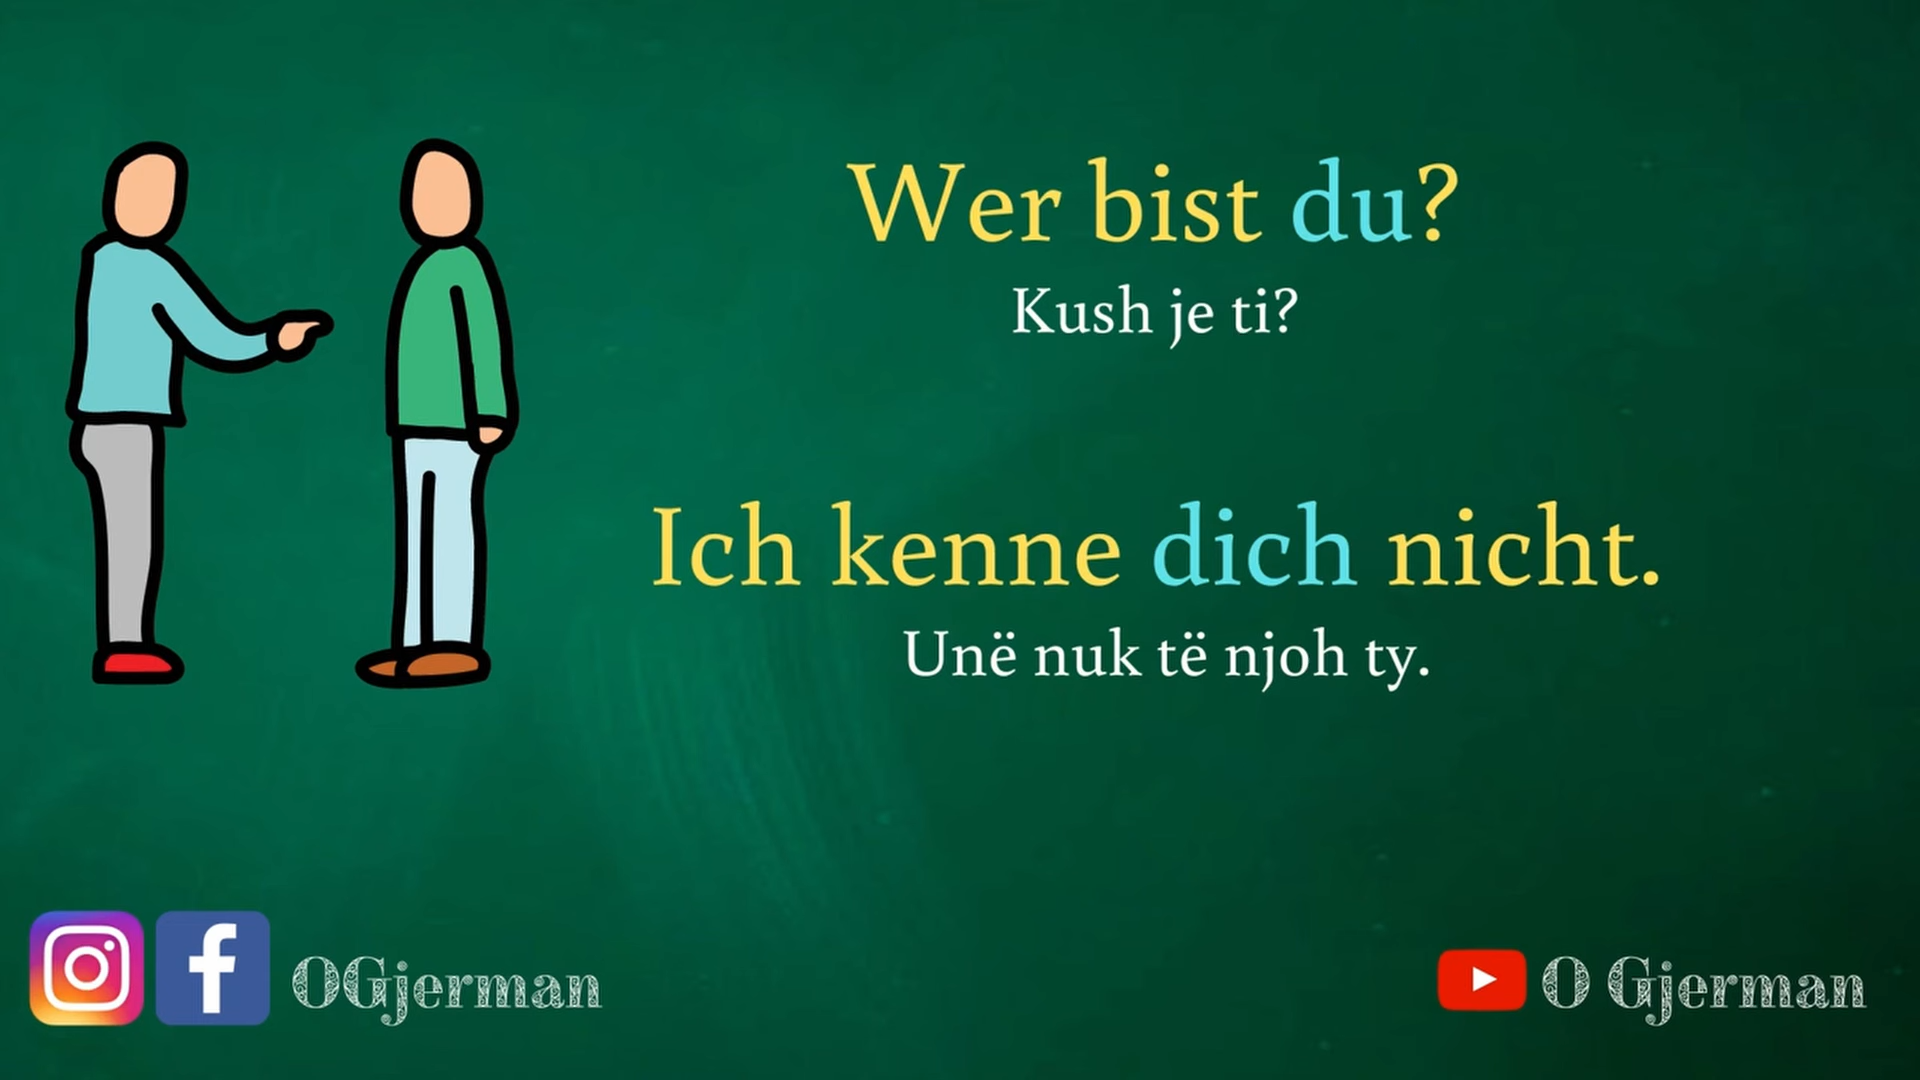 Wer bist du?
Kush je ti?
Ich kenne dich nicht.
Unë nuk të njoh ty.
OGjerman
O Gjerman